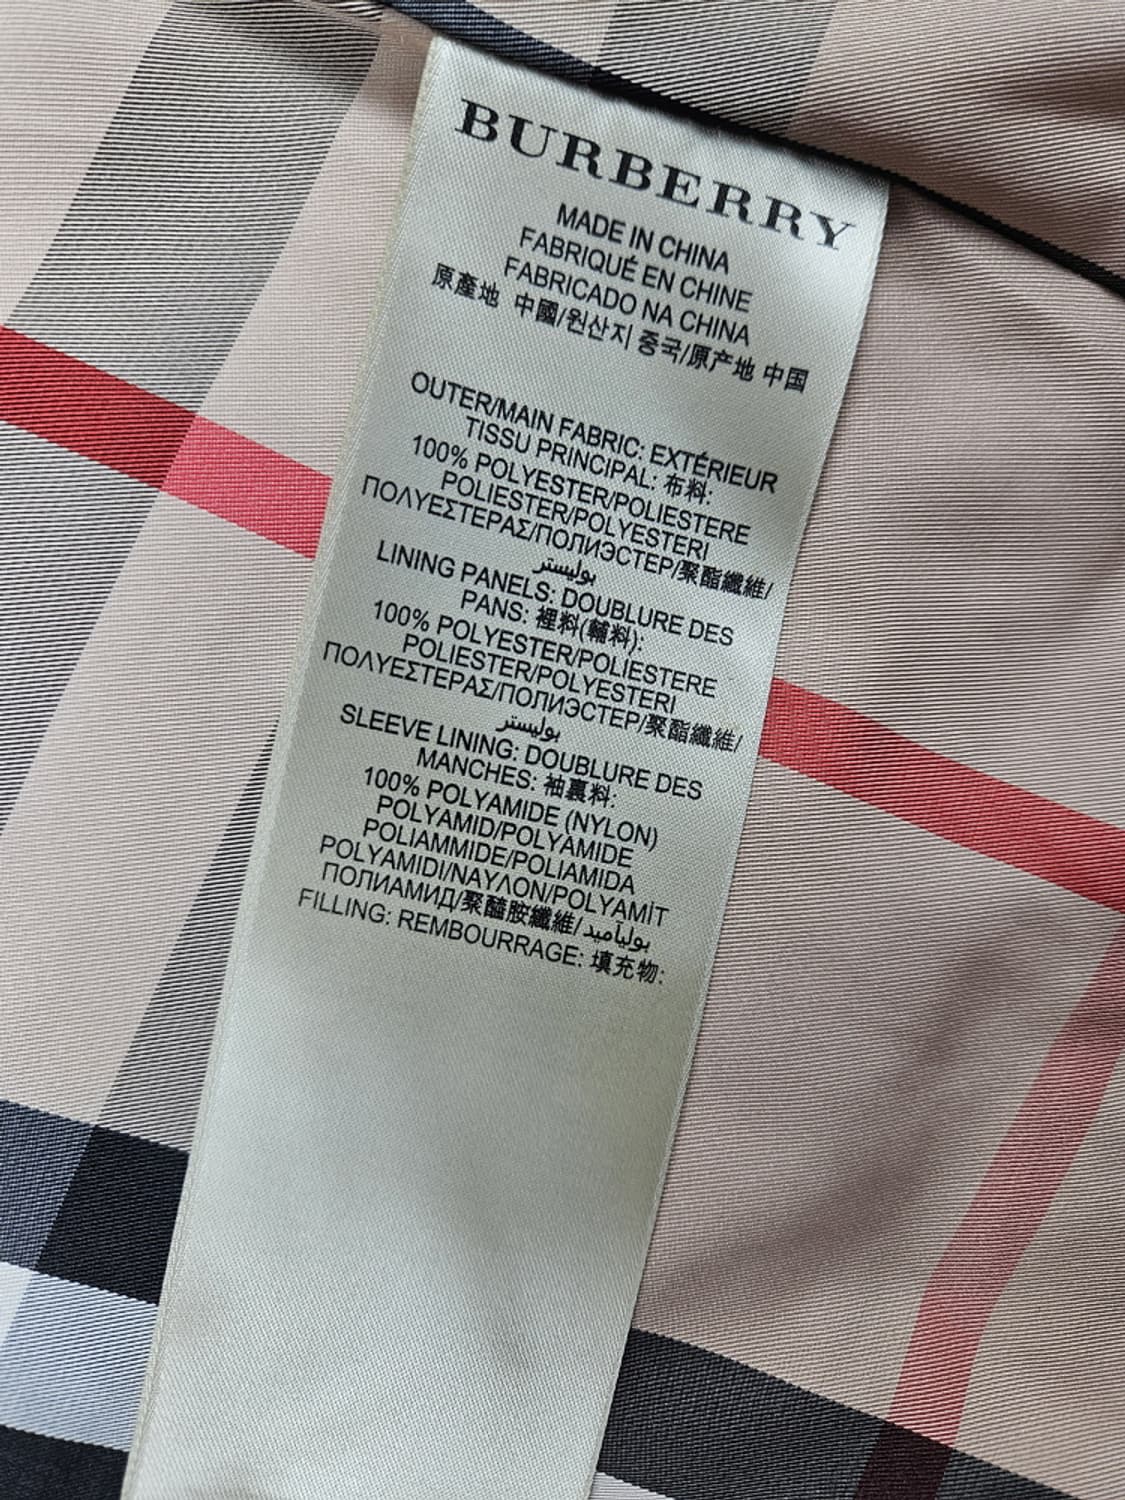 BURBERRY
MADE IN CHINA
FABRIQUÉ EN CHINE
FABRICADO NA CHINA
原產地 中國/원산지 중국/原产地 中国
OUTER/MAIN FABRIC: EXTÉRIEUR
TISSU PRINCIPAL: 布料:
100% POLYESTER/POLIESTERE
POLIESTER/POLYESTERI
ΠΟΛΥΕΣΤΕΡΑΣ/ПОЛИЭСТЕР/聚酯纖維/
بوليستر
LINING PANELS: DOUBLURE DES
PANS: 裡料(輔料):
100% POLYESTER/POLIESTERE
POLIESTER/POLYESTERI
ΠΟΛΥΕΣΤΕΡΑΣ/ПОЛИЭСТЕР/聚酯纖維/
بوليستر
SLEEVE LINING: DOUBLURE DES
MANCHES: 袖裏料:
100% POLYAMIDE (NYLON)
POLYAMID/POLYAMIDE
POLIAMMIDE/POLIAMIDA
POLYAMIDI/ΝΑΥΛΟΝ/POLYAMİT
ПОЛИАМИД/聚醯胺纖維/بوليآميد
FILLING: REMBOURRAGE: 填充物: